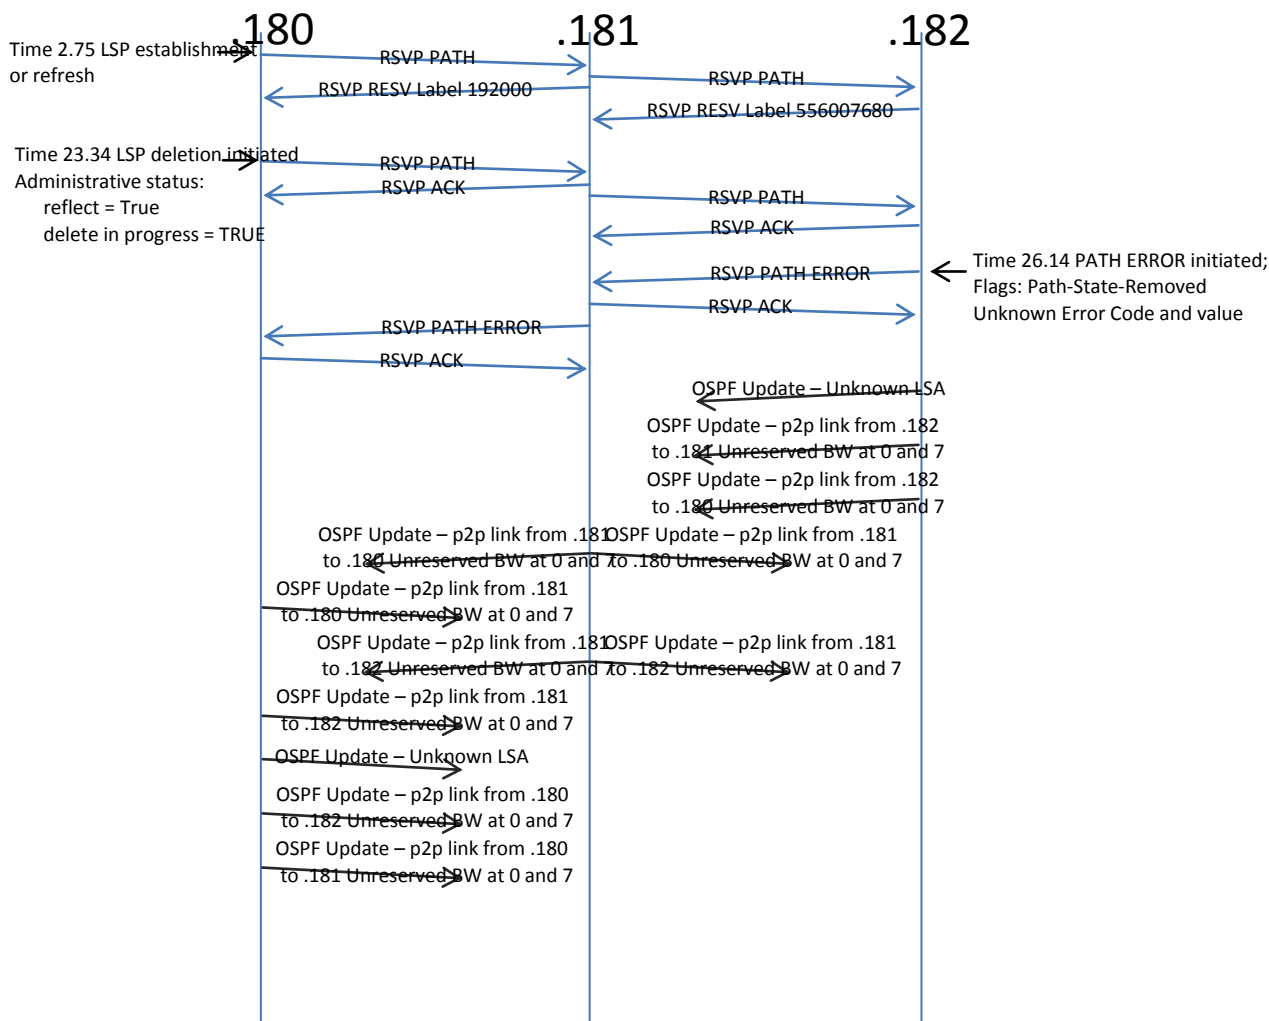 .180
.181
.182
Time 2.75 LSP establishment
or refresh
RSVP PATH
RSVP PATH
RSVP RESV Label 192000
RSVP RESV Label 556007680
Time 23.34 LSP deletion initiated
Administrative status:
reflect = True
delete in progress = TRUE
RSVP PATH
RSVP ACK
RSVP PATH
RSVP ACK
Time 26.14 PATH ERROR initiated;
Flags: Path-State-Removed
Unknown Error Code and value
RSVP PATH ERROR
RSVP ACK
RSVP PATH ERROR
RSVP ACK
OSPF Update – Unknown LSA
OSPF Update – p2p link from .182
to .181 Unreserved BW at 0 and 7
OSPF Update – p2p link from .182
to .180 Unreserved BW at 0 and 7
OSPF Update – p2p link from .181
to .180 Unreserved BW at 0 and 7
OSPF Update – p2p link from .181
to .180 Unreserved BW at 0 and 7
OSPF Update – p2p link from .181
to .180 Unreserved BW at 0 and 7
OSPF Update – p2p link from .181
to .182 Unreserved BW at 0 and 7
OSPF Update – p2p link from .181
to .182 Unreserved BW at 0 and 7
OSPF Update – p2p link from .181
to .182 Unreserved BW at 0 and 7
OSPF Update – Unknown LSA
OSPF Update – p2p link from .180
to .182 Unreserved BW at 0 and 7
OSPF Update – p2p link from .180
to .181 Unreserved BW at 0 and 7